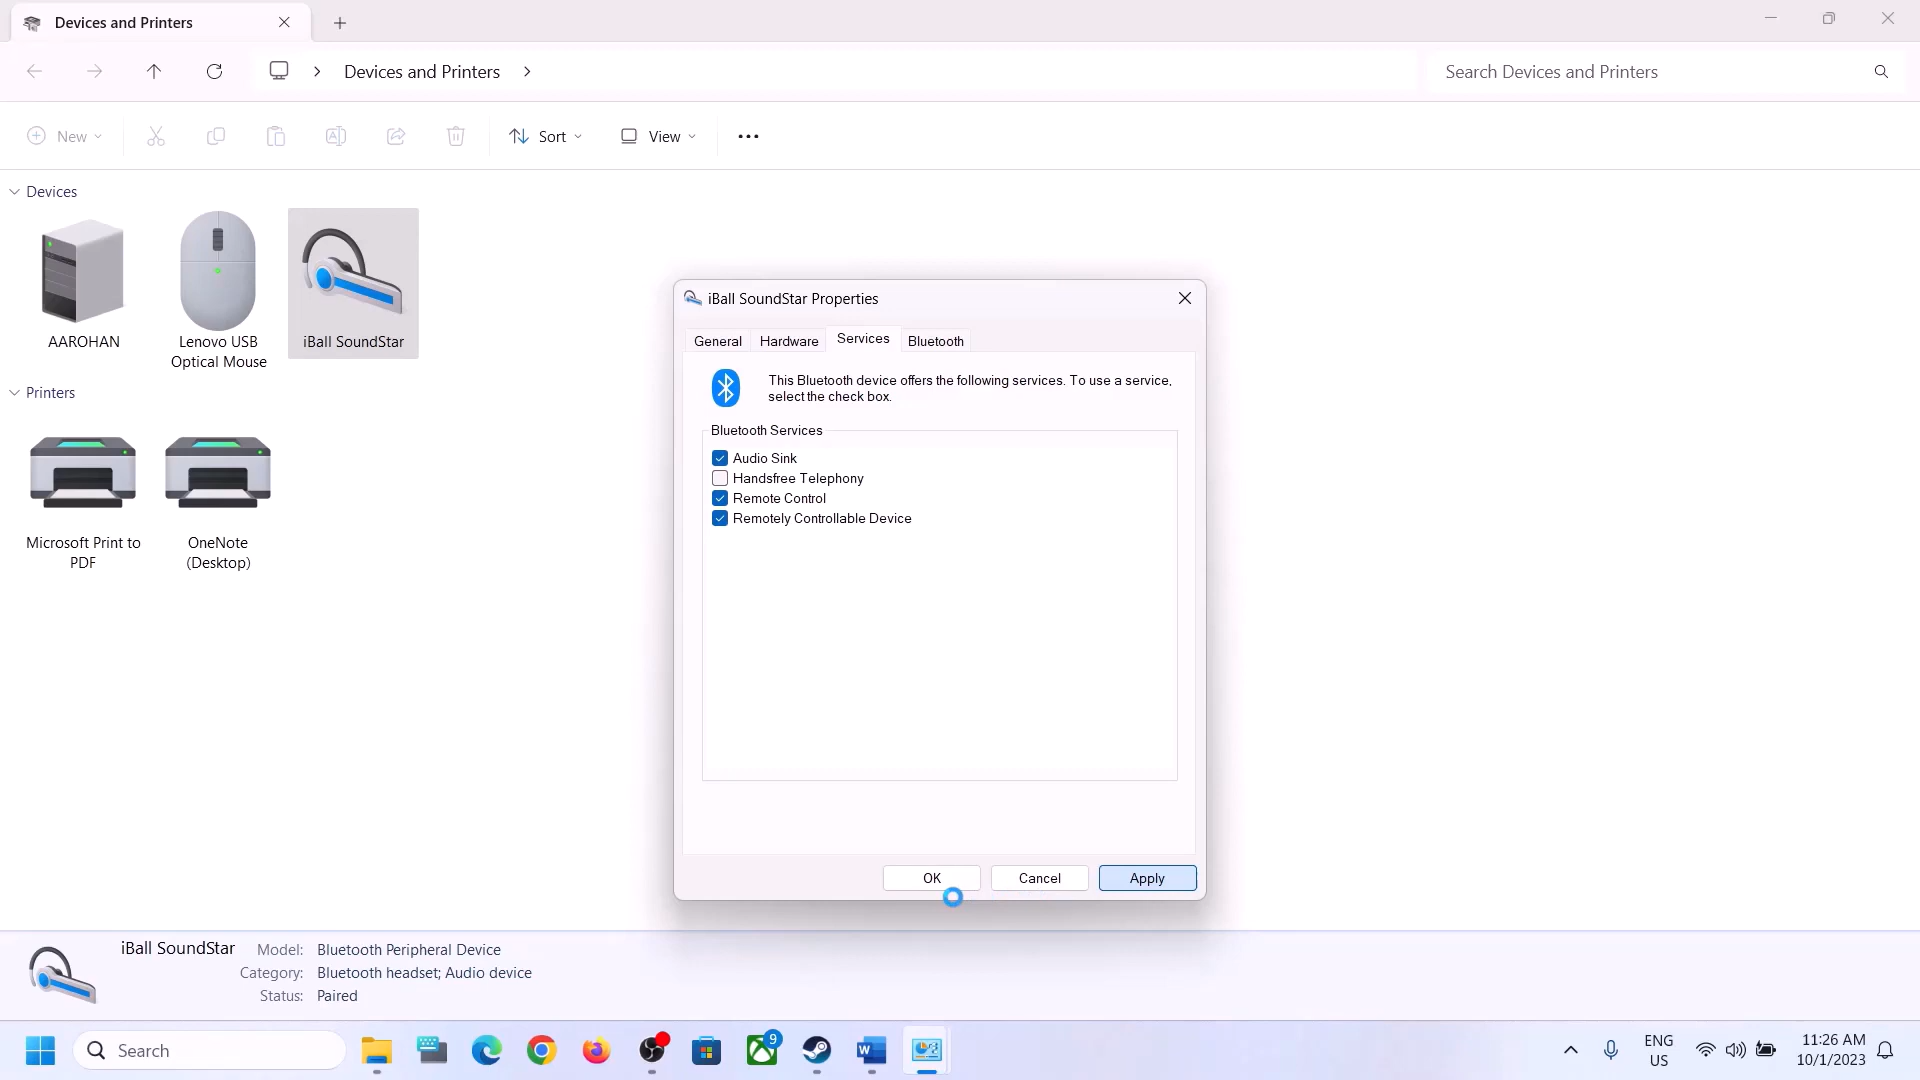 Devices and Printers
Devices and Printers
Search Devices and Printers
New
Sort
View
Devices
AAROHAN
Lenovo USB
Optical Mouse
iBall SoundStar
Printers
Microsoft Print to
PDF
OneNote
(Desktop)
iBall SoundStar Properties
General
Hardware
Services
Bluetooth
This Bluetooth device offers the following services. To use a service,
select the check box.
Bluetooth Services
Audio Sink
Handsfree Telephony
Remote Control
Remotely Controllable Device
OK
Cancel
Apply
iBall SoundStar
Model: Bluetooth Peripheral Device
Category: Bluetooth headset; Audio device
Status: Paired
Search
9
ENG
US
11:26 AM
10/1/2023